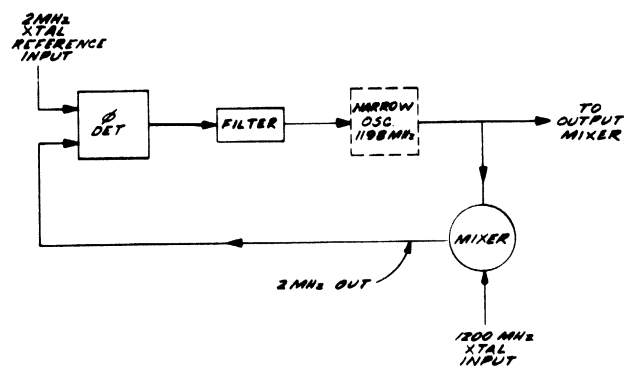 2MHz
XTAL
REFERENCE
INPUT
φ
DET
FILTER
NARROW
OSC.
1198MHz
TO
OUTPUT
MIXER
MIXER
2MHz OUT
1200 MHz
XTAL
INPUT